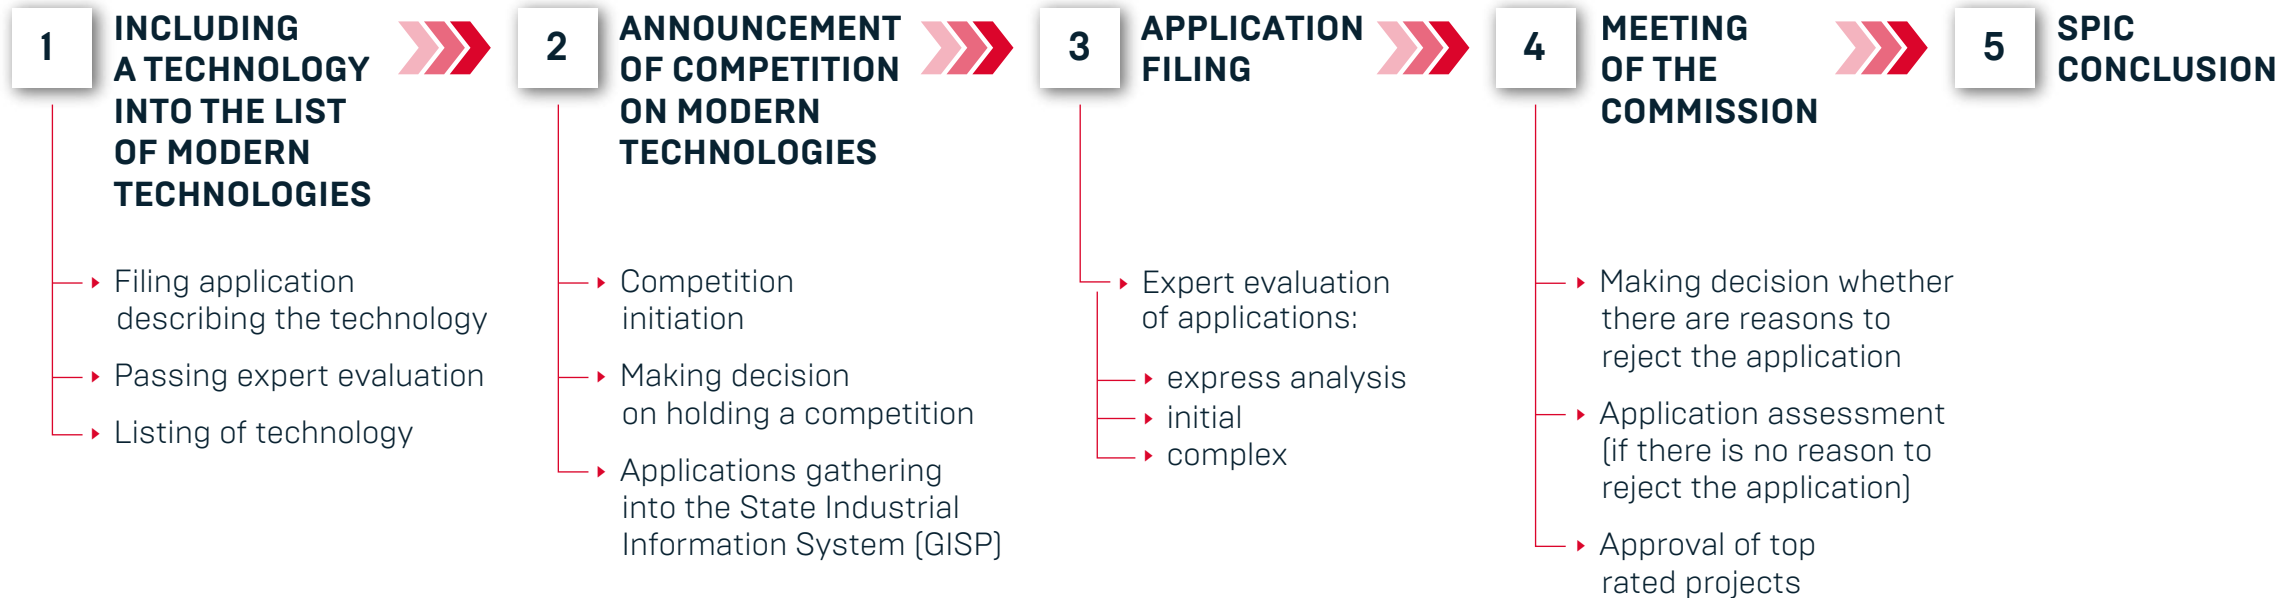 1
INCLUDING
A TECHNOLOGY
INTO THE LIST
OF MODERN
TECHNOLOGIES
Filing application
describing the technology
Passing expert evaluation
Listing of technology
2
ANNOUNCEMENT
OF COMPETITION
ON MODERN
TECHNOLOGIES
Competition
initiation
Making decision
on holding a competition
Applications gathering
into the State Industrial
Information System (GISP)
3
APPLICATION
FILING
Expert evaluation
of applications:
express analysis
initial
complex
4
MEETING
OF THE
COMMISSION
Making decision whether
there are reasons to
reject the application
Application assessment
(if there is no reason to
reject the application)
Approval of top
rated projects
5
SPIC
CONCLUSION